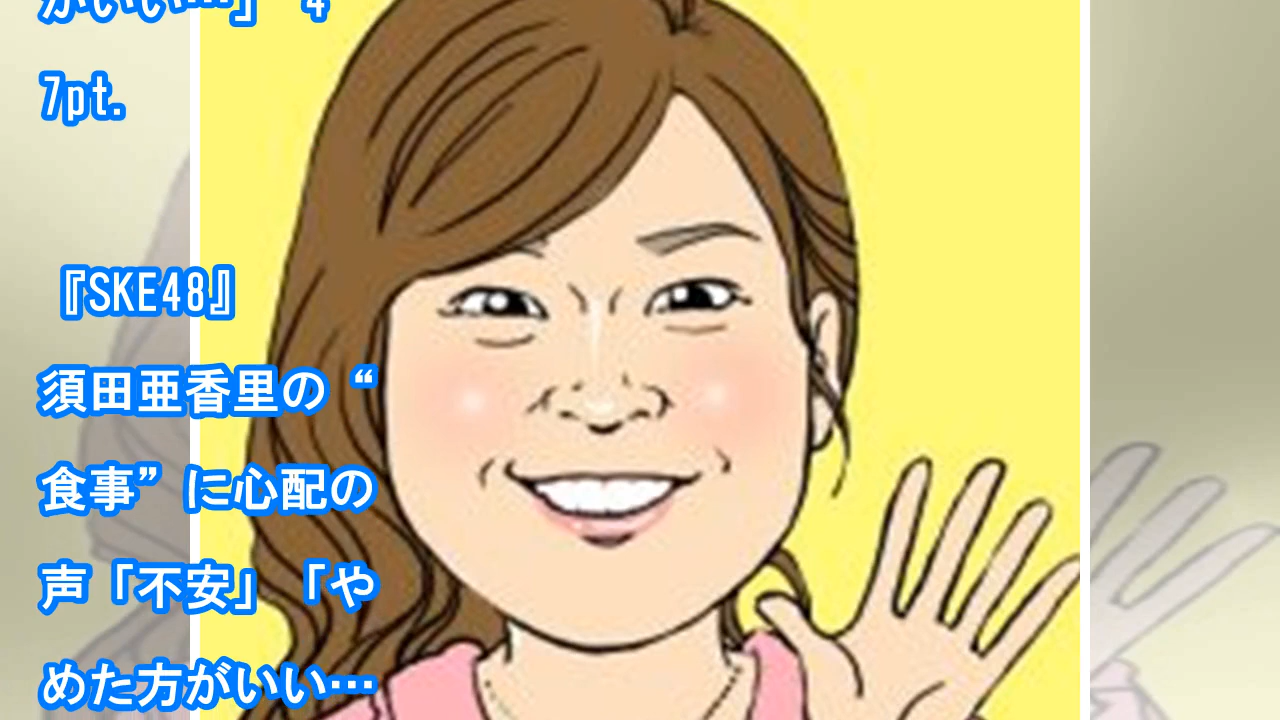 がいい…」 4
7pt.
『SKE48』
須田亜香里の“
食事”に心配の
声「不安」「や
めた方がいい…